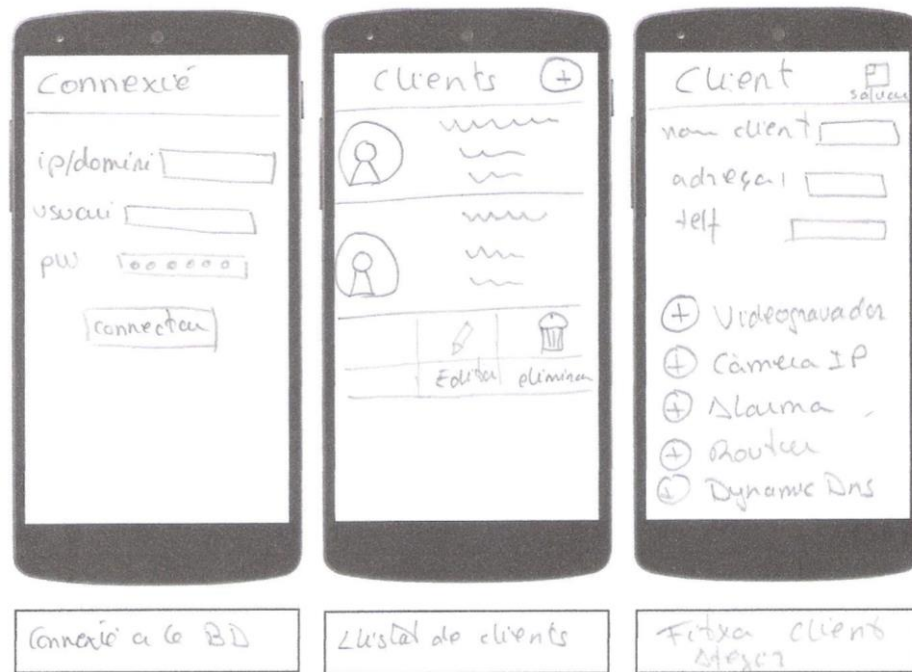 Connexió
ip/domini
usuari
pw
connectar
Clients
Editar
eliminar
Client
salvar
nom client
adreça
telf
+ Videogravador
+ Càmera IP
+ Alarma
+ Router
+ Dynamic Dns
Connexió a la BD
Llistat de clients
Fitxa client